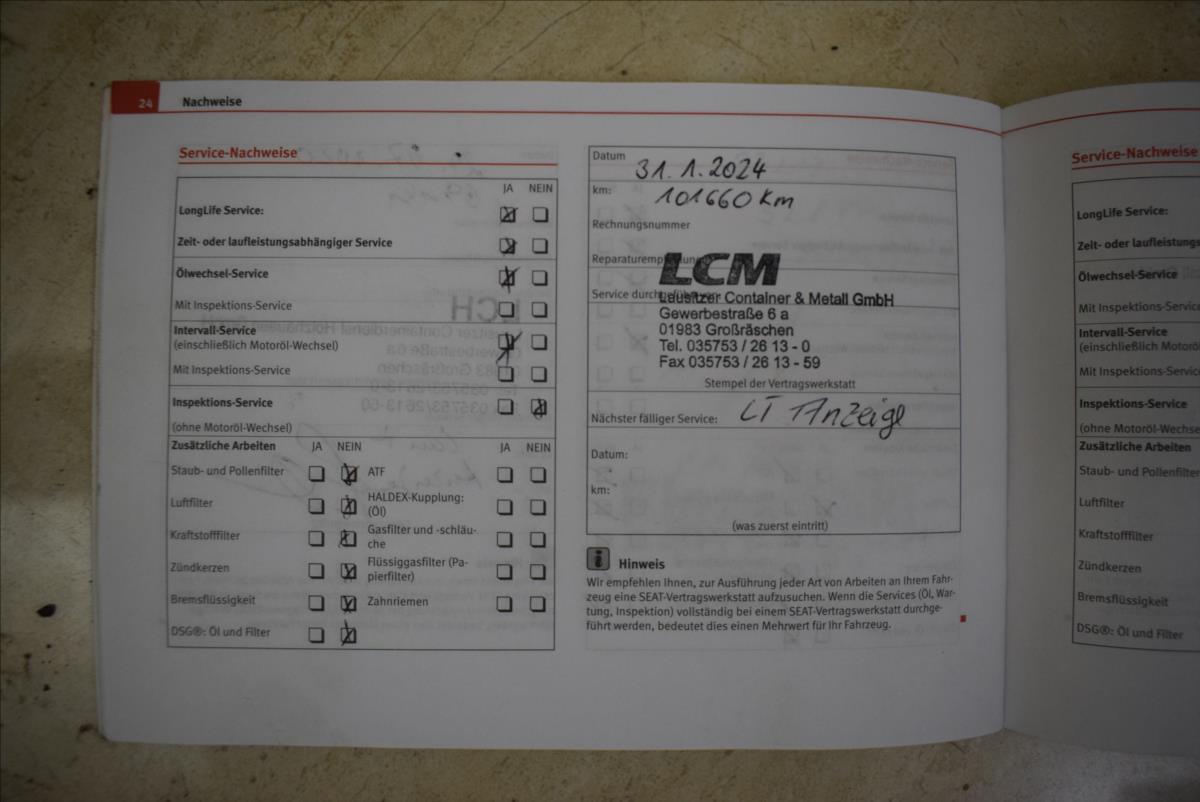 24 Nachweise
Service-Nachweise
JA NEIN
LongLife Service:
Zeit- oder laufleistungsabhängiger Service
Ölwechsel-Service
Mit Inspektions-Service
Intervall-Service
(einschließlich Motoröl-Wechsel)
Mit Inspektions-Service
Inspektions-Service
(ohne Motoröl-Wechsel)
Zusätzliche Arbeiten JA NEIN JA NEIN
Staub- und Pollenfilter ATF
Luftfilter HALDEX-Kupplung:
(Öl)
Kraftstofffilter Gasfilter und -schläu-
che
Zündkerzen Flüssiggasfilter (Pa-
pierfilter)
Bremsflüssigkeit Zahnriemen
DSG®: Öl und Filter
Datum 31.1.2024
km: 101660 Km
Rechnungsnummer
LCM
Lausitzer Container & Metall GmbH
Gewerbestraße 6 a
01983 Großräschen
Tel. 035753 / 26 13 - 0
Fax 035753 / 26 13 - 59
Stempel der Vertragswerkstatt
Nächster fälliger Service: LT Anzeige
Datum:
km:
(was zuerst eintritt)
Hinweis
Wir empfehlen Ihnen, zur Ausführung jeder Art von Arbeiten an Ihrem Fahr-
zeug eine SEAT-Vertragswerkstatt aufzusuchen. Wenn die Services (Öl, War-
tung, Inspektion) vollständig bei einem SEAT-Vertragswerkstatt durchge-
führt werden, bedeutet dies einen Mehrwert für Ihr Fahrzeug.
Service-Nachweise
LongLife Service:
Zeit- oder laufleistungs
Ölwechsel-Service
Mit Inspektions-Service
Intervall-Service
(einschließlich Motorö
Mit Inspektions-Service
Inspektions-Service
(ohne Motoröl-Wechsel
Zusätzliche Arbeiten
Staub- und Pollenfilter
Luftfilter
Kraftstofffilter
Zündkerzen
Bremsflüssigkeit
DSG®: Öl und Filter